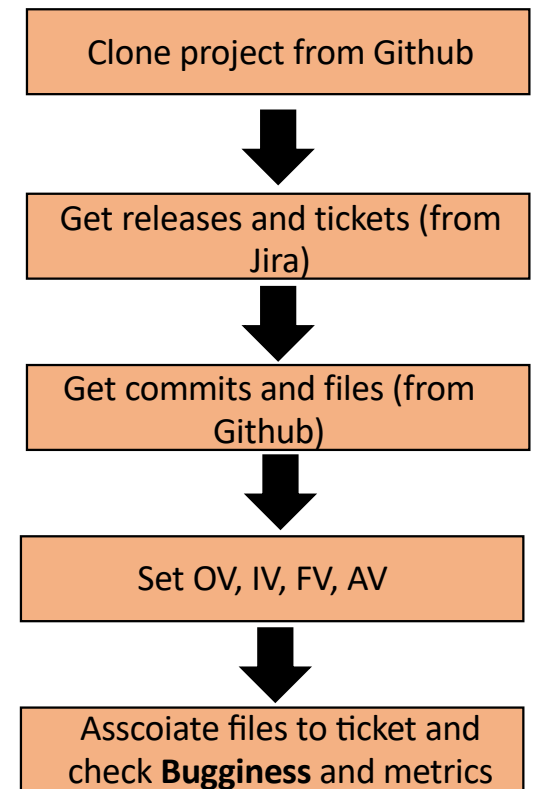 Clone project from Github
Get releases and tickets (from
Jira)
Get commits and files (from
Github)
Set OV, IV, FV, AV
Asscoiate files to ticket and
check Bugginess and metrics